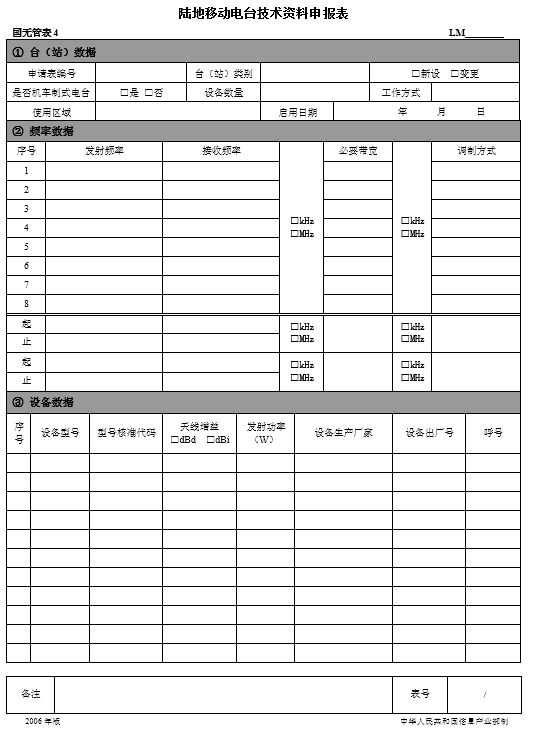 陆地移动电台技术资料申报表
国无管表4 LM________
① 台（站）数据
申请表编号 台（站）类别 □新设 □变更
是否机车制式电台 □是 □否 设备数量 工作方式
使用区域 启用日期 年 月 日
② 频率数据
序号 发射频率 接收频率 必要带宽 调制方式
1
2
3
4 □kHz □MHz □kHz □MHz
5
6
7
8
起 □kHz □kHz
止 □MHz □MHz
起 □kHz □kHz
止 □MHz □MHz
③ 设备数据
序号 设备型号 型号核准代码 天线增益 □dBd □dBi 发射功率（W） 设备生产厂家 设备出厂号 呼号
备注 表号 /
2006年版 中华人民共和国信息产业部制